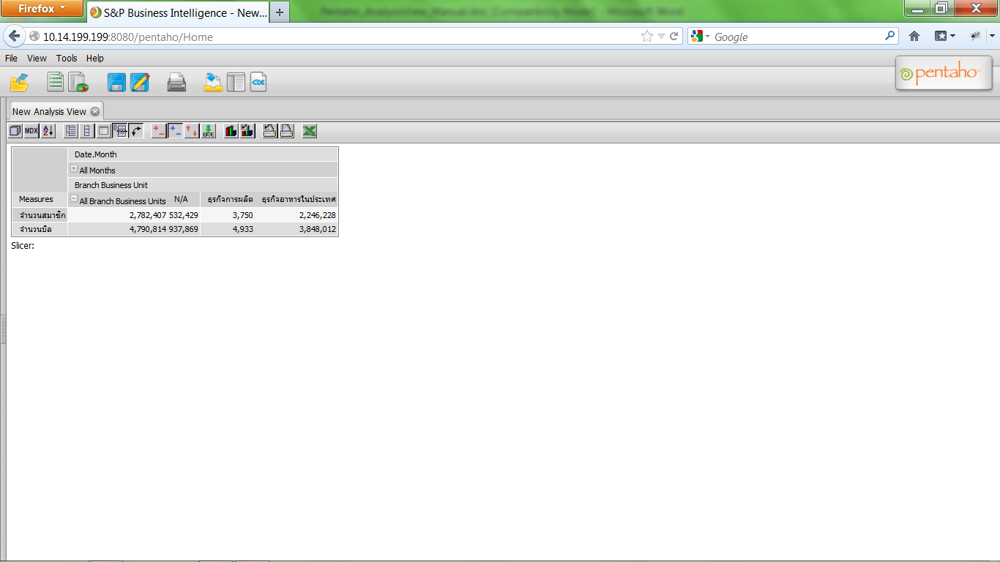 Firefox
S&P Business Intelligence - New...
Pentaho_AnalysisView_Manual.doc [Compatibility Mode] - Microsoft Word
10.14.199.199:8080/pentaho/Home
Google
File View Tools Help
CDE
pentaho
New Analysis View
MDX
Date.Month
All Months
Branch Business Unit
Measures All Branch Business Units N/A ธุรกิจการผลิต ธุรกิจอาหารในประเทศ
จำนวนสมาชิก 2,782,407 532,429 3,750 2,246,228
จำนวนบิล 4,790,814 937,869 4,933 3,848,012
Slicer: